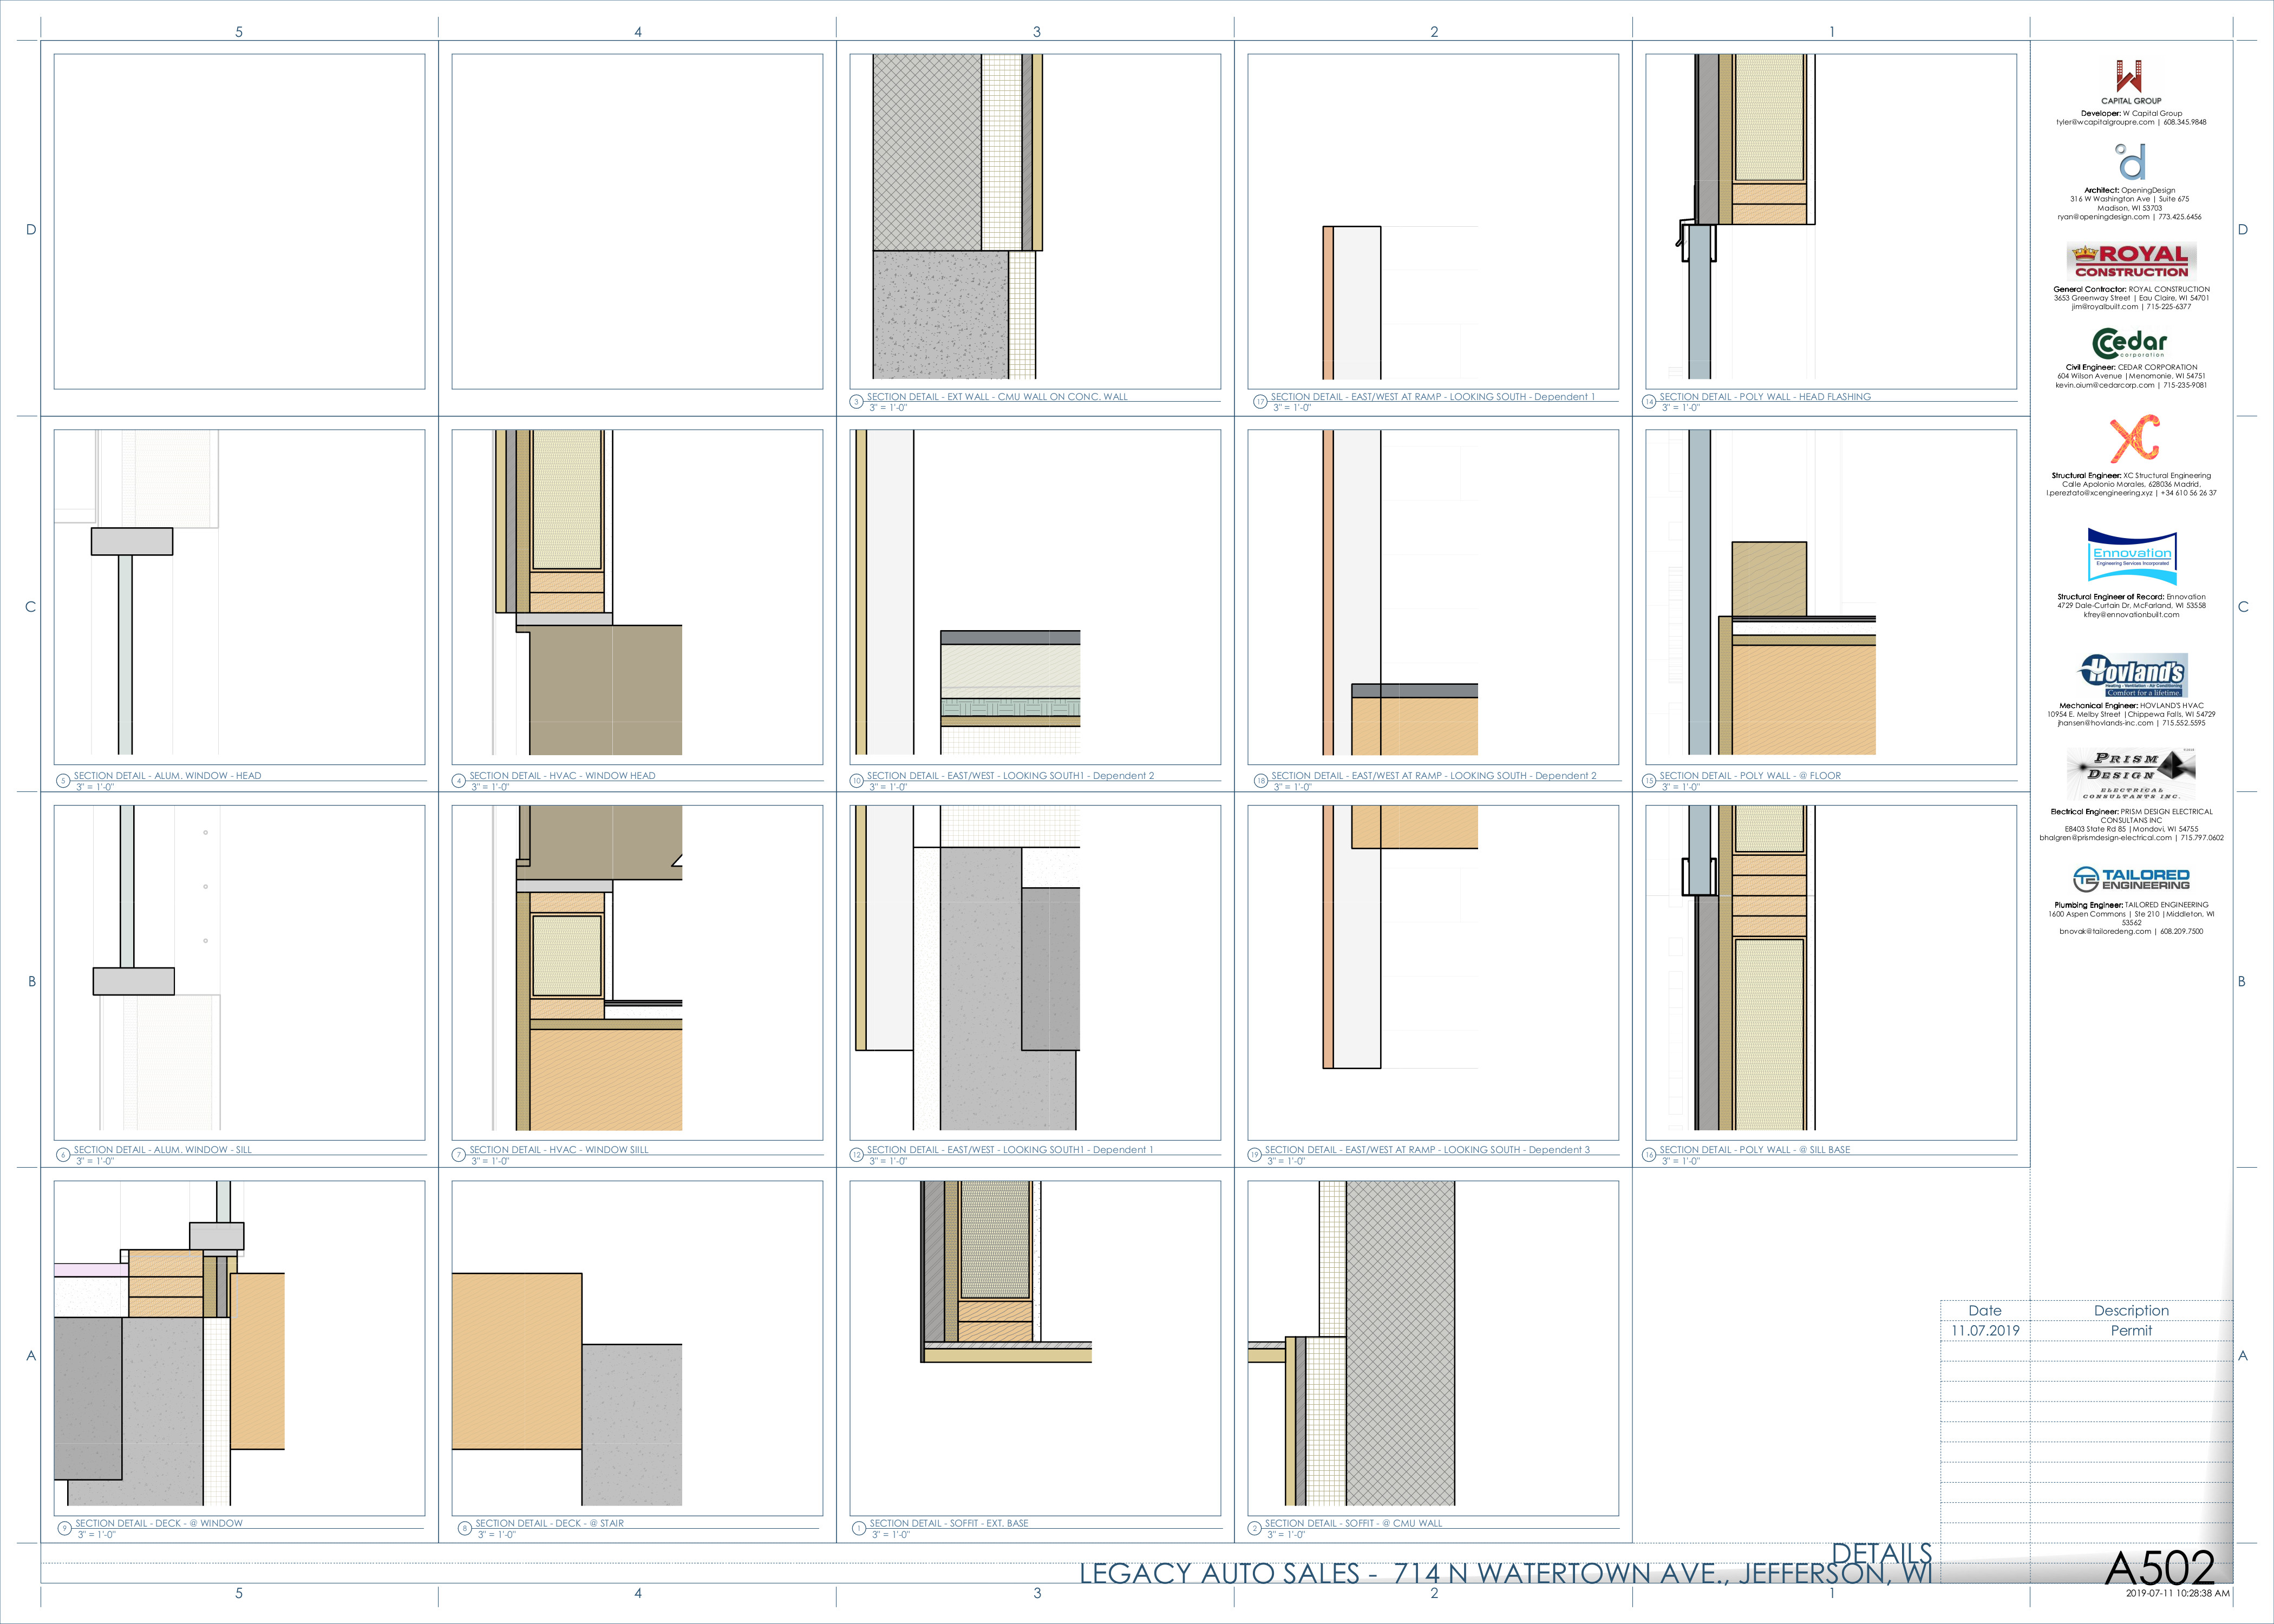 5
4
3
2
1
D
D
C
C
B
B
A
A
3
SECTION DETAIL - EXT WALL - CMU WALL ON CONC. WALL
3" = 1'-0"
17
SECTION DETAIL - EAST/WEST AT RAMP - LOOKING SOUTH - Dependent 1
3" = 1'-0"
14
SECTION DETAIL - POLY WALL - HEAD FLASHING
3" = 1'-0"
5
SECTION DETAIL - ALUM. WINDOW - HEAD
3" = 1'-0"
4
SECTION DETAIL - HVAC - WINDOW HEAD
3" = 1'-0"
10
SECTION DETAIL - EAST/WEST - LOOKING SOUTH1 - Dependent 2
3" = 1'-0"
18
SECTION DETAIL - EAST/WEST AT RAMP - LOOKING SOUTH - Dependent 2
3" = 1'-0"
15
SECTION DETAIL - POLY WALL - @ FLOOR
3" = 1'-0"
6
SECTION DETAIL - ALUM. WINDOW - SILL
3" = 1'-0"
7
SECTION DETAIL - HVAC - WINDOW SIILL
3" = 1'-0"
12
SECTION DETAIL - EAST/WEST - LOOKING SOUTH1 - Dependent 1
3" = 1'-0"
19
SECTION DETAIL - EAST/WEST AT RAMP - LOOKING SOUTH - Dependent 3
3" = 1'-0"
16
SECTION DETAIL - POLY WALL - @ SILL BASE
3" = 1'-0"
9
SECTION DETAIL - DECK - @ WINDOW
3" = 1'-0"
8
SECTION DETAIL - DECK - @ STAIR
3" = 1'-0"
1
SECTION DETAIL - SOFFIT - EXT. BASE
3" = 1'-0"
2
SECTION DETAIL - SOFFIT - @ CMU WALL
3" = 1'-0"
W
CAPITAL GROUP
Developer: W Capital Group
tyler@wcapitalgroupre.com | 608.345.9848
d
Architect: OpeningDesign
316 W Washington Ave | Suite 675
Madison, WI 53703
ryan@openingdesign.com | 773.425.6456
ROYAL
CONSTRUCTION
General Contractor: ROYAL CONSTRUCTION
3653 Greenway Street | Eau Claire, WI 54701
jim@royalbuilt.com | 715-225-6377
Cedar
corporation
Civil Engineer: CEDAR CORPORATION
604 Wilson Avenue |Menomonie, WI 54751
kevin.oium@cedarcorp.com | 715-235-9081
XC
Structural Engineer: XC Structural Engineering
Calle Apolonio Morales, 628036 Madrid,
l.pereztato@xcengineering.xyz | +34 610 56 26 37
Ennovation
Engineering Services Incorporated
Structural Engineer of Record: Ennovation
4729 Dale-Curtain Dr, McFarland, WI 53558
kfrey@ennovationbuilt.com
Hovland's
Heating - Ventilation - Air Conditioning
Comfort for a lifetime.
Mechanical Engineer: HOVLAND'S HVAC
10954 E. Melby Street |Chippewa Falls, WI 54729
jhansen@hovlands-inc.com | 715.552.5595
PRISM
DESIGN
ELECTRICAL
CONSULTANTS INC.
Electrical Engineer: PRISM DESIGN ELECTRICAL
CONSULTANS INC
E8403 State Rd 85 |Mondovi, WI 54755
bhalgren@prismdesign-electrical.com | 715.797.0602
TE TAILORED
ENGINEERING
Plumbing Engineer: TAILORED ENGINEERING
1600 Aspen Commons | Ste 210 |Middleton, WI
53562
bnovak@tailoredeng.com | 608.209.7500
Date Description
11.07.2019 Permit
DETAILS
LEGACY AUTO SALES - 714 N WATERTOWN AVE., JEFFERSON, WI
A502
2019-07-11 10:28:38 AM
5
4
3
2
1